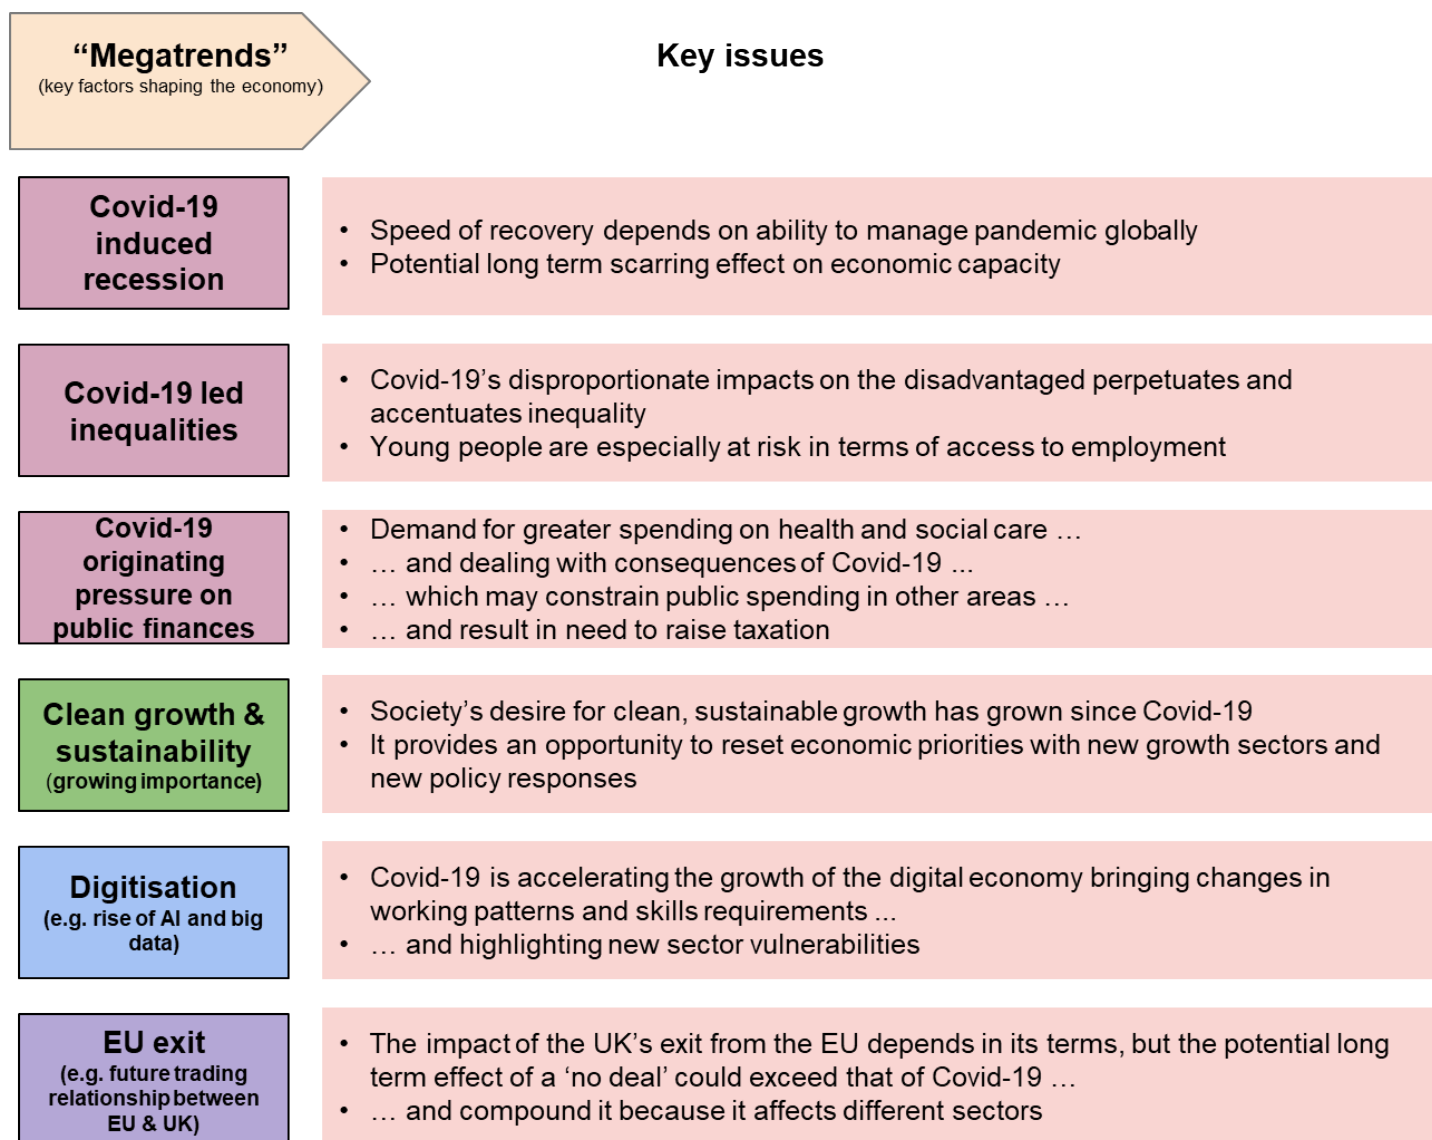 “Megatrends”
(key factors shaping the economy)
Key issues
Covid-19
induced
recession
• Speed of recovery depends on ability to manage pandemic globally
• Potential long term scarring effect on economic capacity
Covid-19 led
inequalities
• Covid-19’s disproportionate impacts on the disadvantaged perpetuates and
accentuates inequality
• Young people are especially at risk in terms of access to employment
Covid-19
originating
pressure on
public finances
• Demand for greater spending on health and social care …
• … and dealing with consequences of Covid-19 ...
• … which may constrain public spending in other areas …
• … and result in need to raise taxation
Clean growth &
sustainability
(growing importance)
• Society’s desire for clean, sustainable growth has grown since Covid-19
• It provides an opportunity to reset economic priorities with new growth sectors and
new policy responses
Digitisation
(e.g. rise of AI and big
data)
• Covid-19 is accelerating the growth of the digital economy bringing changes in
working patterns and skills requirements ...
• … and highlighting new sector vulnerabilities
EU exit
(e.g. future trading
relationship between
EU & UK)
• The impact of the UK’s exit from the EU depends in its terms, but the potential long
term effect of a ‘no deal’ could exceed that of Covid-19 …
• … and compound it because it affects different sectors